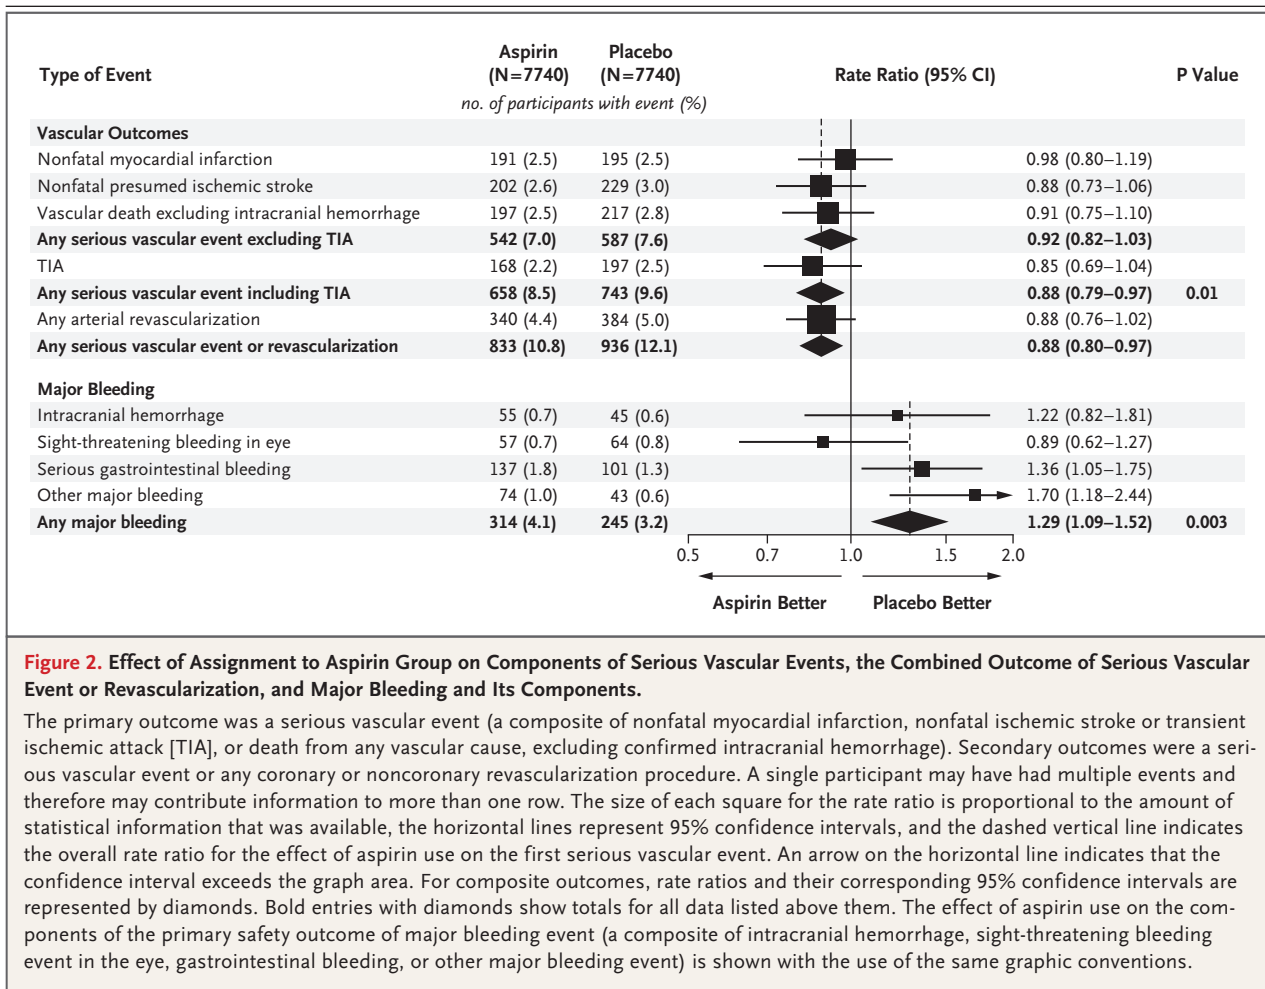 Aspirin Placebo
Type of Event (N=7740) (N=7740) Rate Ratio (95% CI) P Value
no. of participants with event (%)
Vascular Outcomes
Nonfatal myocardial infarction 191 (2.5) 195 (2.5) 0.98 (0.80–1.19)
Nonfatal presumed ischemic stroke 202 (2.6) 229 (3.0) 0.88 (0.73–1.06)
Vascular death excluding intracranial hemorrhage 197 (2.5) 217 (2.8) 0.91 (0.75–1.10)
Any serious vascular event excluding TIA 542 (7.0) 587 (7.6) 0.92 (0.82–1.03)
TIA 168 (2.2) 197 (2.5) 0.85 (0.69–1.04)
Any serious vascular event including TIA 658 (8.5) 743 (9.6) 0.88 (0.79–0.97) 0.01
Any arterial revascularization 340 (4.4) 384 (5.0) 0.88 (0.76–1.02)
Any serious vascular event or revascularization 833 (10.8) 936 (12.1) 0.88 (0.80–0.97)
Major Bleeding
Intracranial hemorrhage 55 (0.7) 45 (0.6) 1.22 (0.82–1.81)
Sight-threatening bleeding in eye 57 (0.7) 64 (0.8) 0.89 (0.62–1.27)
Serious gastrointestinal bleeding 137 (1.8) 101 (1.3) 1.36 (1.05–1.75)
Other major bleeding 74 (1.0) 43 (0.6) 1.70 (1.18–2.44)
Any major bleeding 314 (4.1) 245 (3.2) 1.29 (1.09–1.52) 0.003
0.5 0.7 1.0 1.5 2.0
Aspirin Better Placebo Better
Figure 2. Effect of Assignment to Aspirin Group on Components of Serious Vascular Events, the Combined Outcome of Serious Vascular
Event or Revascularization, and Major Bleeding and Its Components.
The primary outcome was a serious vascular event (a composite of nonfatal myocardial infarction, nonfatal ischemic stroke or transient
ischemic attack [TIA], or death from any vascular cause, excluding confirmed intracranial hemorrhage). Secondary outcomes were a seri-
ous vascular event or any coronary or noncoronary revascularization procedure. A single participant may have had multiple events and
therefore may contribute information to more than one row. The size of each square for the rate ratio is proportional to the amount of
statistical information that was available, the horizontal lines represent 95% confidence intervals, and the dashed vertical line indicates
the overall rate ratio for the effect of aspirin use on the first serious vascular event. An arrow on the horizontal line indicates that the
confidence interval exceeds the graph area. For composite outcomes, rate ratios and their corresponding 95% confidence intervals are
represented by diamonds. Bold entries with diamonds show totals for all data listed above them. The effect of aspirin use on the com-
ponents of the primary safety outcome of major bleeding event (a composite of intracranial hemorrhage, sight-threatening bleeding
event in the eye, gastrointestinal bleeding, or other major bleeding event) is shown with the use of the same graphic conventions.